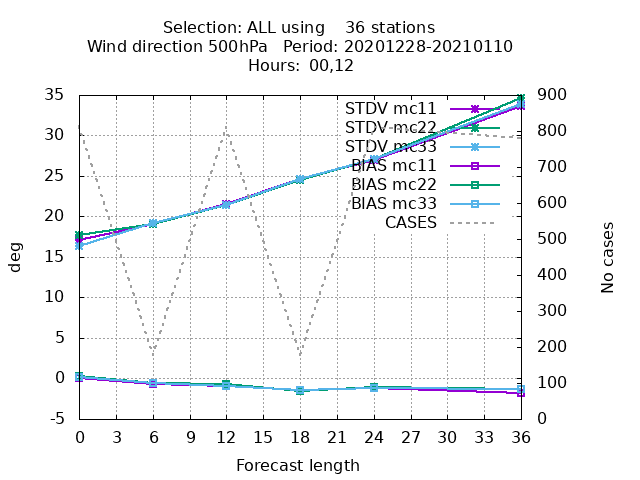 Selection: ALL using    36 stations
Wind direction 500hPa   Period: 20201228-20210110
Hours: 00,12
35
30
25
20
15
10
5
0
-5
deg
STDV mc11
STDV mc22
STDV mc33
BIAS mc11
BIAS mc22
BIAS mc33
CASES
900
800
700
600
500
400
300
200
100
0
No cases
0 3 6 9 12 15 18 21 24 27 30 33 36
Forecast length